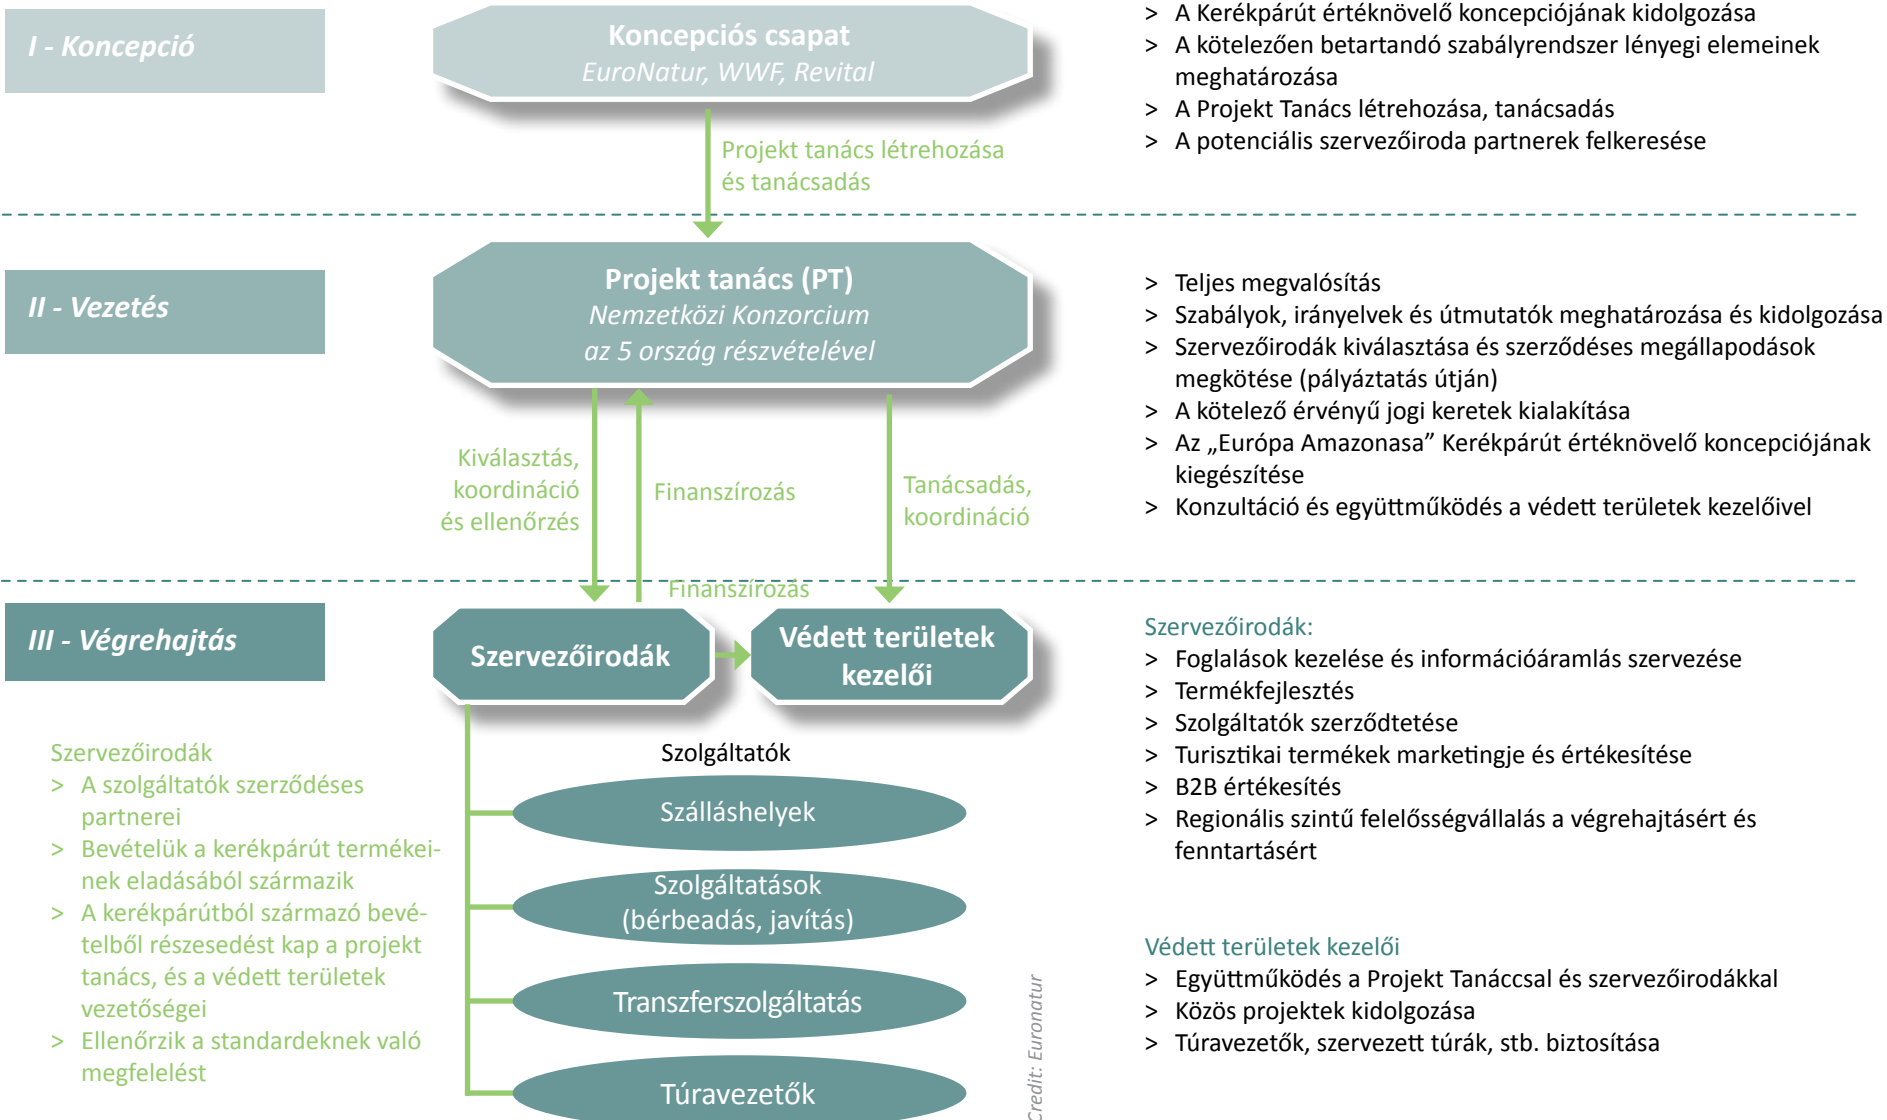 I - Koncepció
Koncepciós csapat
EuroNatur, WWF, Revital
> A Kerékpárút értéknövelő koncepciójának kidolgozása
> A kötelezően betartandó szabályrendszer lényegi elemeinek
meghatározása
> A Projekt Tanács létrehozása, tanácsadás
> A potenciális szervezőiroda partnerek felkeresése
Projekt tanács létrehozása
és tanácsadás
II - Vezetés
Projekt tanács (PT)
Nemzetközi Konzorcium
az 5 ország részvételével
> Teljes megvalósítás
> Szabályok, irányelvek és útmutatók meghatározása és kidolgozása
> Szervezőirodák kiválasztása és szerződéses megállapodások
megkötése (pályáztatás útján)
> A kötelező érvényű jogi keretek kialakítása
> Az „Európa Amazonasa” Kerékpárút értéknövelő koncepciójának
kiegészítése
> Konzultáció és együttműködés a védett területek kezelőivel
Kiválasztás,
koordináció
és ellenőrzés
Finanszírozás
Tanácsadás,
koordináció
Finanszírozás
III - Végrehajtás
Szervezőirodák
Védett területek
kezelői
Szervezőirodák:
> Foglalások kezelése és információáramlás szervezése
> Termékfejlesztés
> Szolgáltatók szerződtetése
> Turisztikai termékek marketingje és értékesítése
> B2B értékesítés
> Regionális szintű felelősségvállalás a végrehajtásért és
fenntartásért
Szervezőirodák
> A szolgáltatók szerződéses
partnerei
> Bevételük a kerékpárút termékei-
nek eladásából származik
> A kerékpárútból származó bevé-
telből részesedést kap a projekt
tanács, és a védett területek
vezetőségei
> Ellenőrzik a standardeknek való
megfelelést
Szolgáltatók
Szálláshelyek
Szolgáltatások
(bérbeadás, javítás)
Transzferszolgáltatás
Túravezetők
Védett területek kezelői
> Együttműködés a Projekt Tanáccsal és szervezőirodákkal
> Közös projektek kidolgozása
> Túravezetők, szervezett túrák, stb. biztosítása
Credit: Euronatur